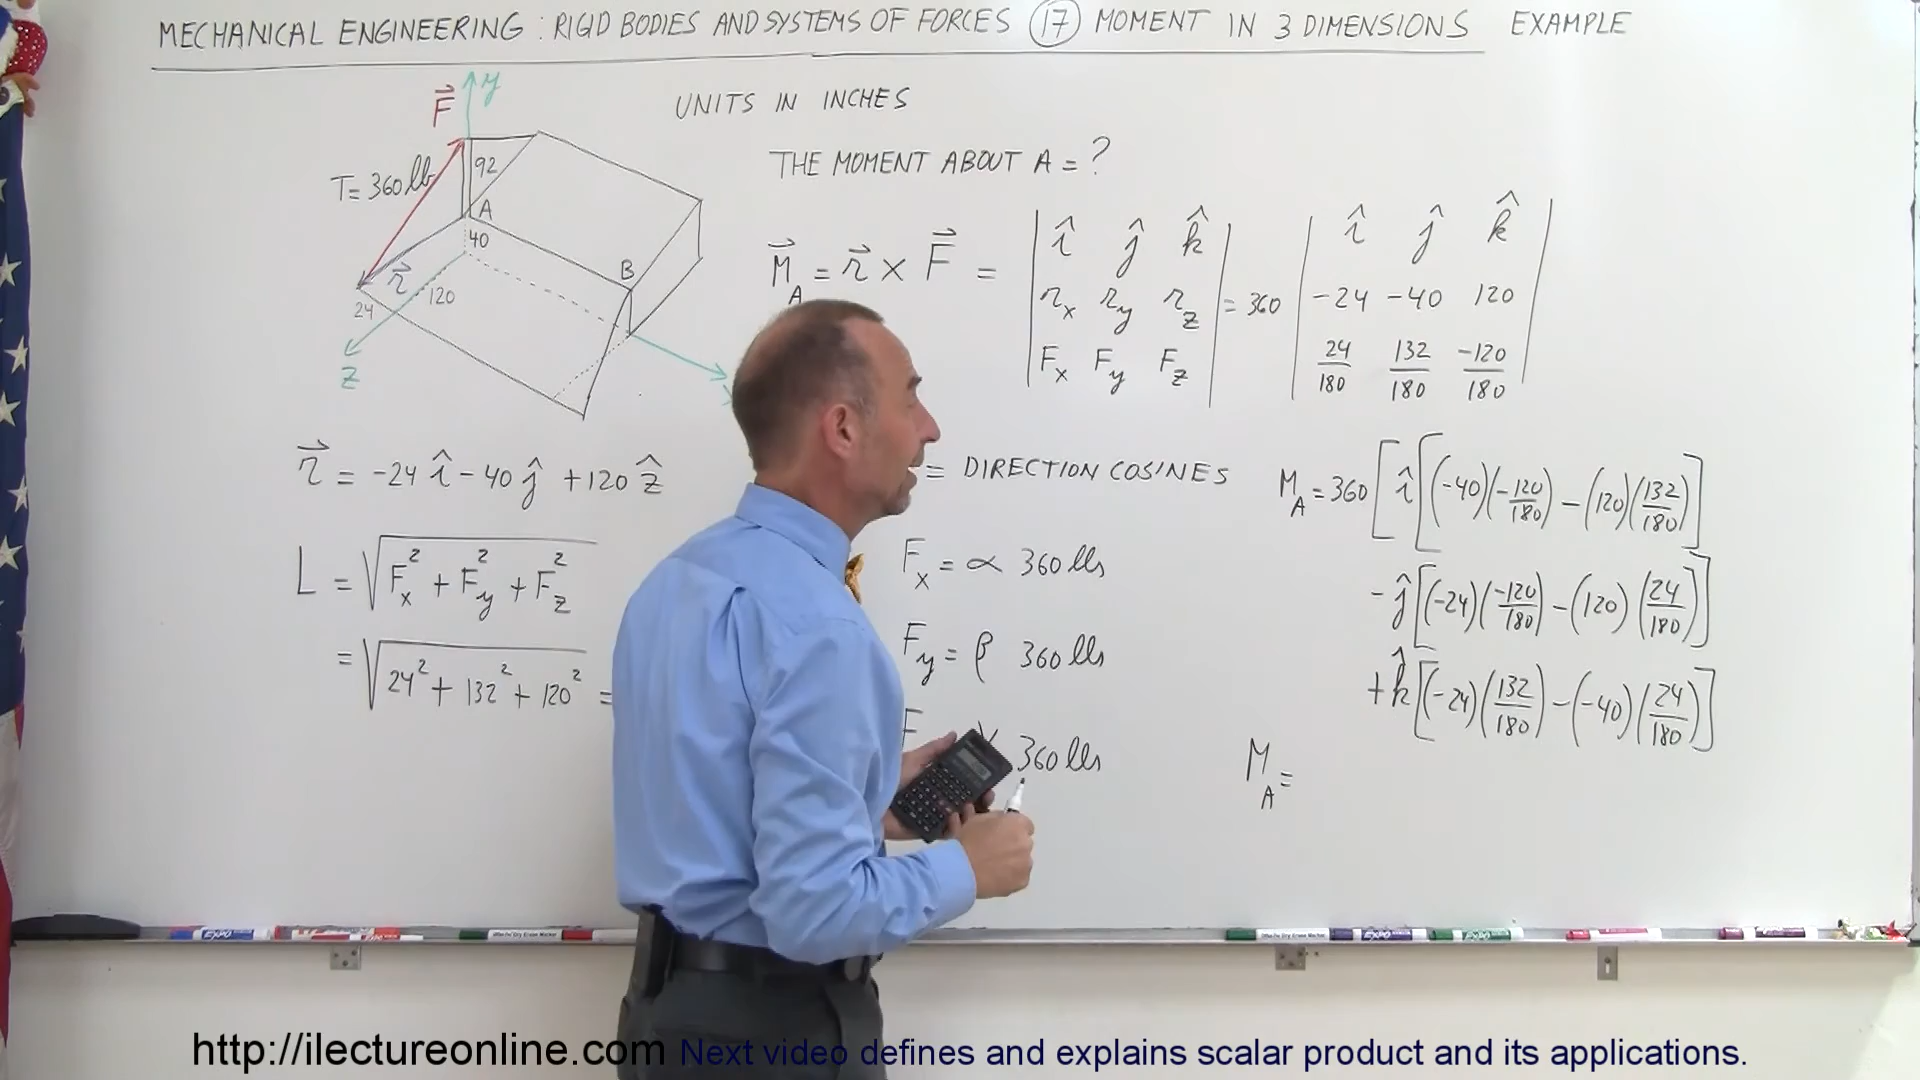 MECHANICAL ENGINEERING : RIGID BODIES AND SYSTEMS OF FORCES 17 MOMENT IN 3 DIMENSIONS EXAMPLE
y
F⃗
UNITS IN INCHES
T = 360 lb
92
THE MOMENT ABOUT A = ?
A
40
B
r⃗
120
24
z
M⃗_A = r⃗ × F⃗ = | î ĵ k̂ | = 360 | î ĵ k̂ |
| r_x r_y r_z | | -24 -40 120 |
| F_x F_y F_z | | 24/180 132/180 -120/180 |
r⃗ = -24 î - 40 ĵ + 120 ẑ
= DIRECTION COSINES
M_A = 360 [ î [(-40)(-120/180) - (120)(132/180)]
L = √(F_x² + F_y² + F_z²)
F_x = α 360 lbs
- ĵ [(-24)(-120/180) - (120)(24/180)]
= √(24² + 132² + 120²) =
F_y = β 360 lbs
+ k̂ [(-24)(132/180) - (-40)(24/180)]
360 lbs
M_A =
EXPO
EXPO
EXPO
http://ilectureonline.com Next video defines and explains scalar product and its applications.